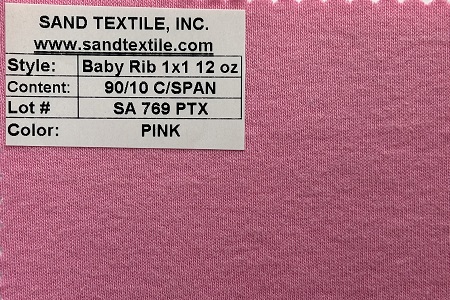 SAND TEXTILE, INC.
www.sandtextile.com
Style: Baby Rib 1x1 12 oz
Content: 90/10 C/SPAN
Lot # SA 769 PTX
Color: PINK